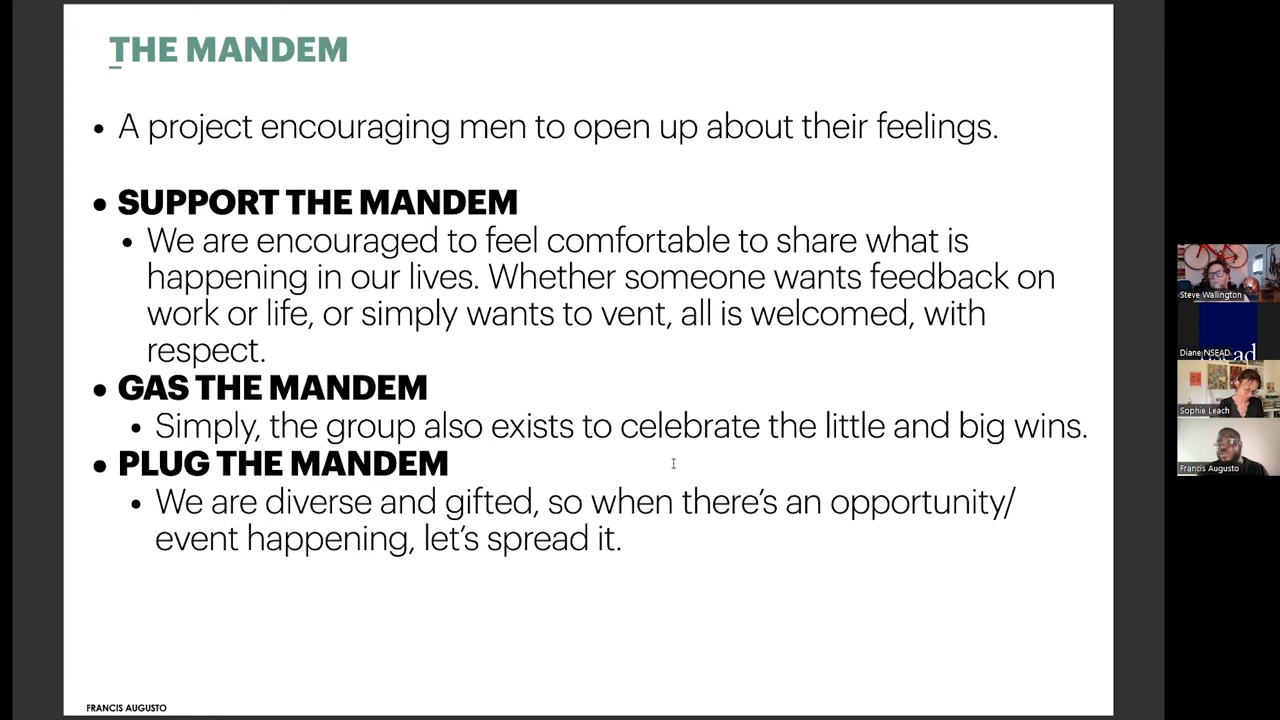 THE MANDEM
• A project encouraging men to open up about their feelings.
• SUPPORT THE MANDEM
• We are encouraged to feel comfortable to share what is
happening in our lives. Whether someone wants feedback on
work or life, or simply wants to vent, all is welcomed, with
respect.
• GAS THE MANDEM
• Simply, the group also exists to celebrate the little and big wins.
• PLUG THE MANDEM
• We are diverse and gifted, so when there's an opportunity/
event happening, let's spread it.
FRANCIS AUGUSTO
Steve Wallington
Diane NSEAD
Sophie Leach
Francis Augusto